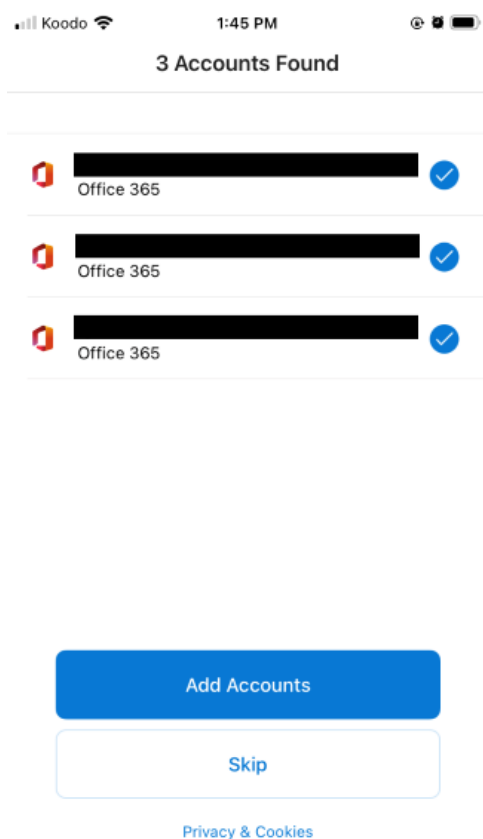 Koodo 1:45 PM
3 Accounts Found
Office 365
Office 365
Office 365
Add Accounts
Skip
Privacy & Cookies